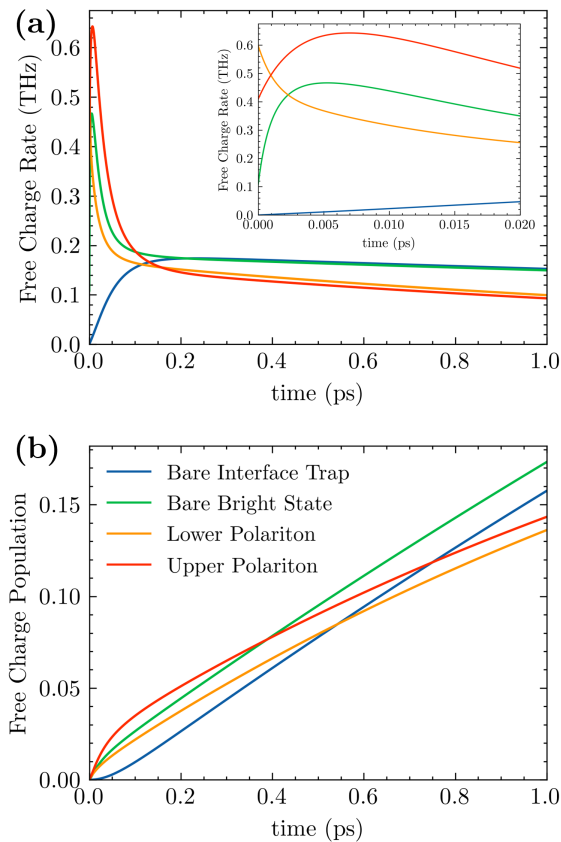 (a)
Free Charge Rate (THz)
0.6
0.5
0.4
0.3
0.2
0.1
0.0
0.0 0.2 0.4 0.6 0.8 1.0
time (ps)
Free Charge Rate (THz)
0.6
0.5
0.4
0.3
0.2
0.1
0.0
0.000 0.005 0.010 0.015 0.020
time (ps)
(b)
Free Charge Population
0.15
0.10
0.05
0.00
0.0 0.2 0.4 0.6 0.8 1.0
time (ps)
Bare Interface Trap
Bare Bright State
Lower Polariton
Upper Polariton